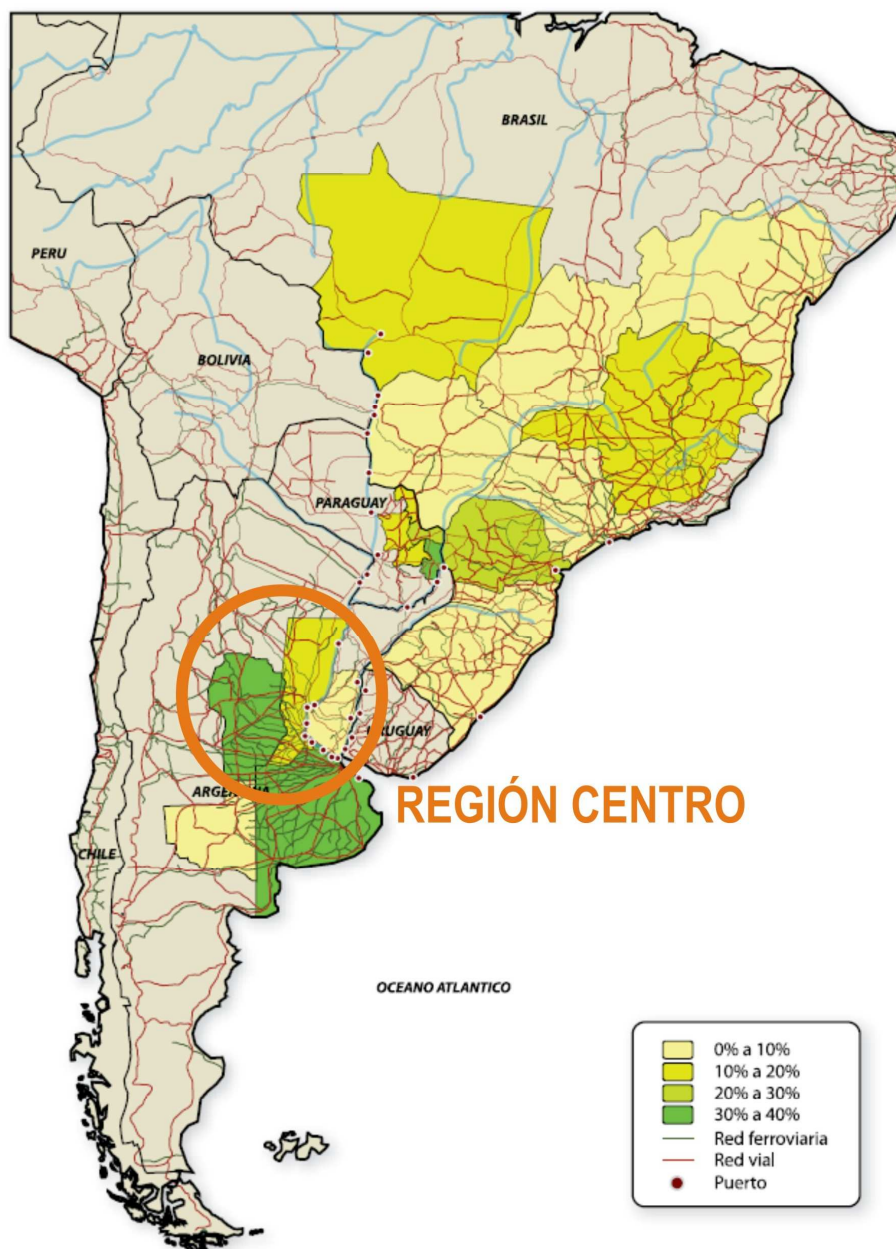 BRASIL
PERU
BOLIVIA
PARAGUAY
URUGUAY
ARGENTINA
REGIÓN CENTRO
CHILE
OCEANO ATLANTICO
0% a 10%
10% a 20%
20% a 30%
30% a 40%
Red ferroviaria
Red vial
Puerto